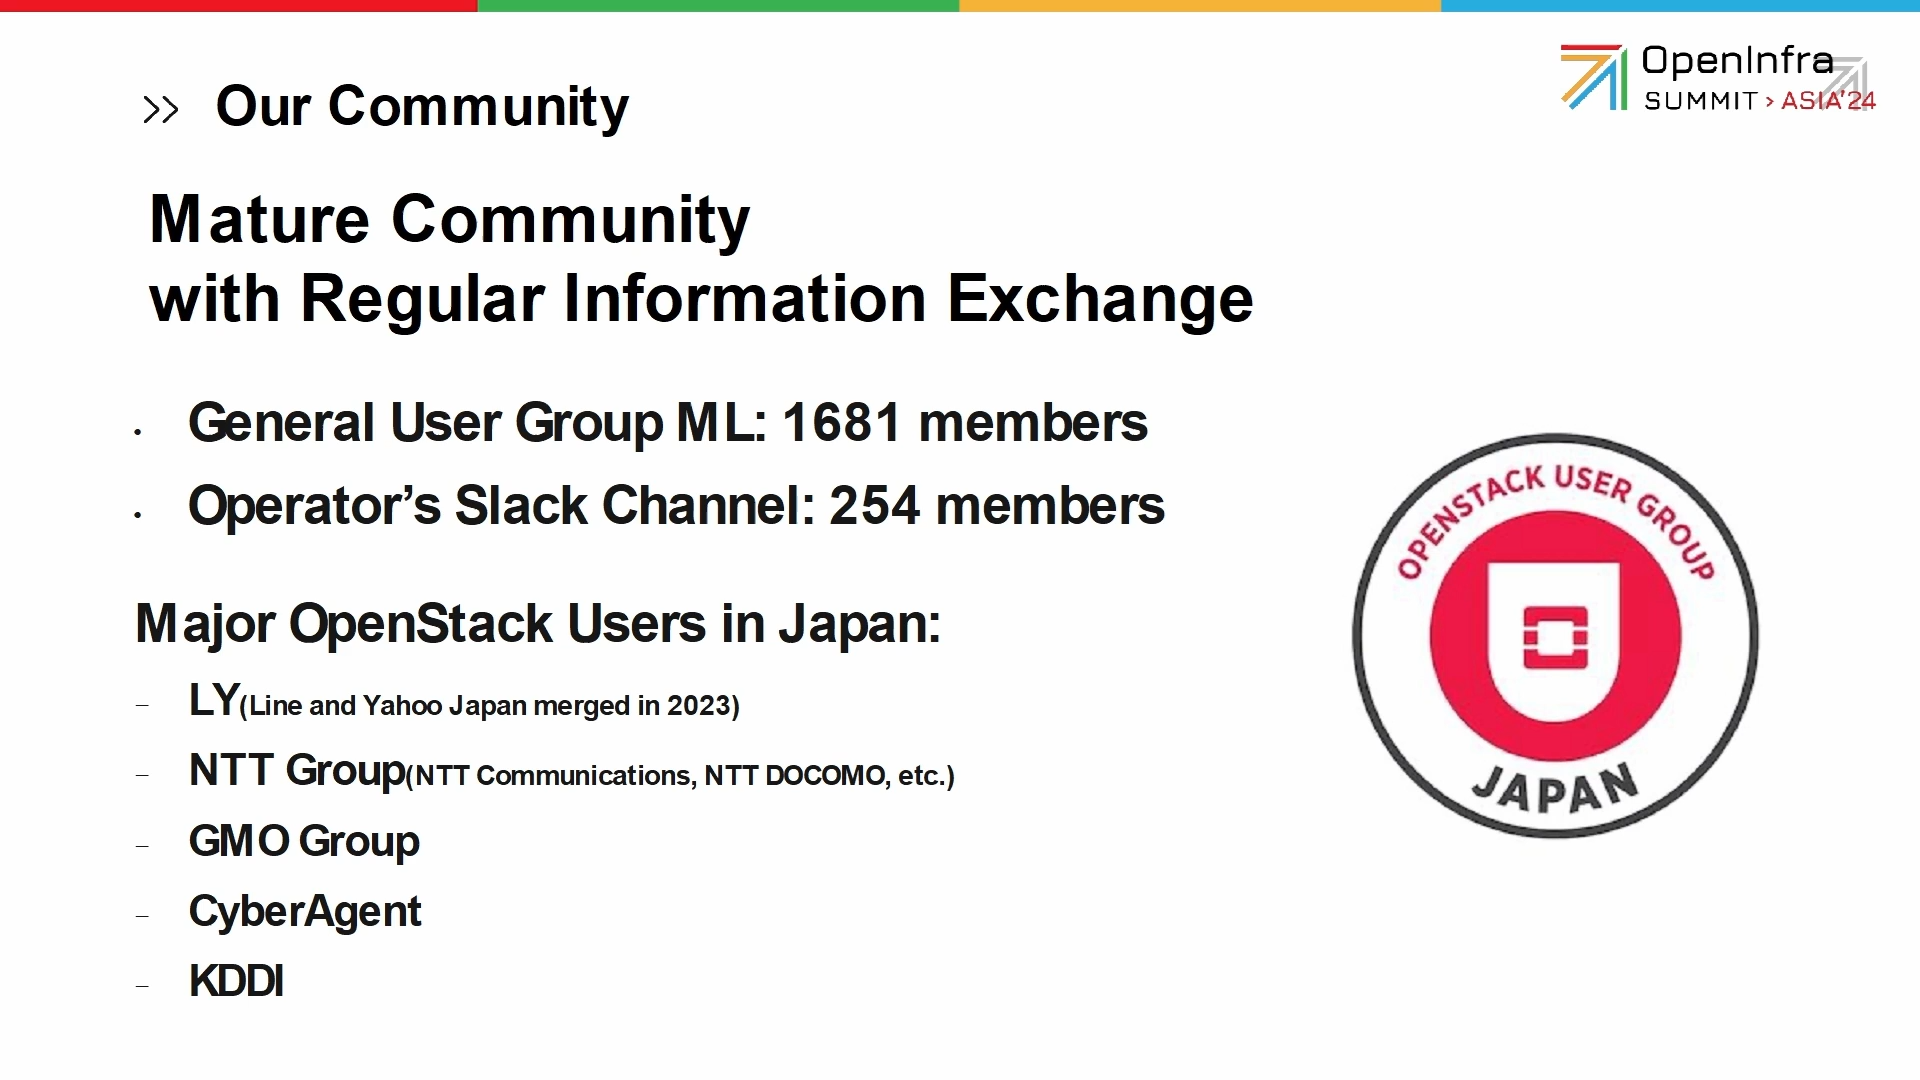 Our Community
OpenInfra
SUMMIT > ASIA'24
Mature Community
with Regular Information Exchange
• General User Group ML: 1681 members
• Operator’s Slack Channel: 254 members
Major OpenStack Users in Japan:
– LY(Line and Yahoo Japan merged in 2023)
– NTT Group(NTT Communications, NTT DOCOMO, etc.)
– GMO Group
– CyberAgent
– KDDI
OPENSTACK USER GROUP
JAPAN